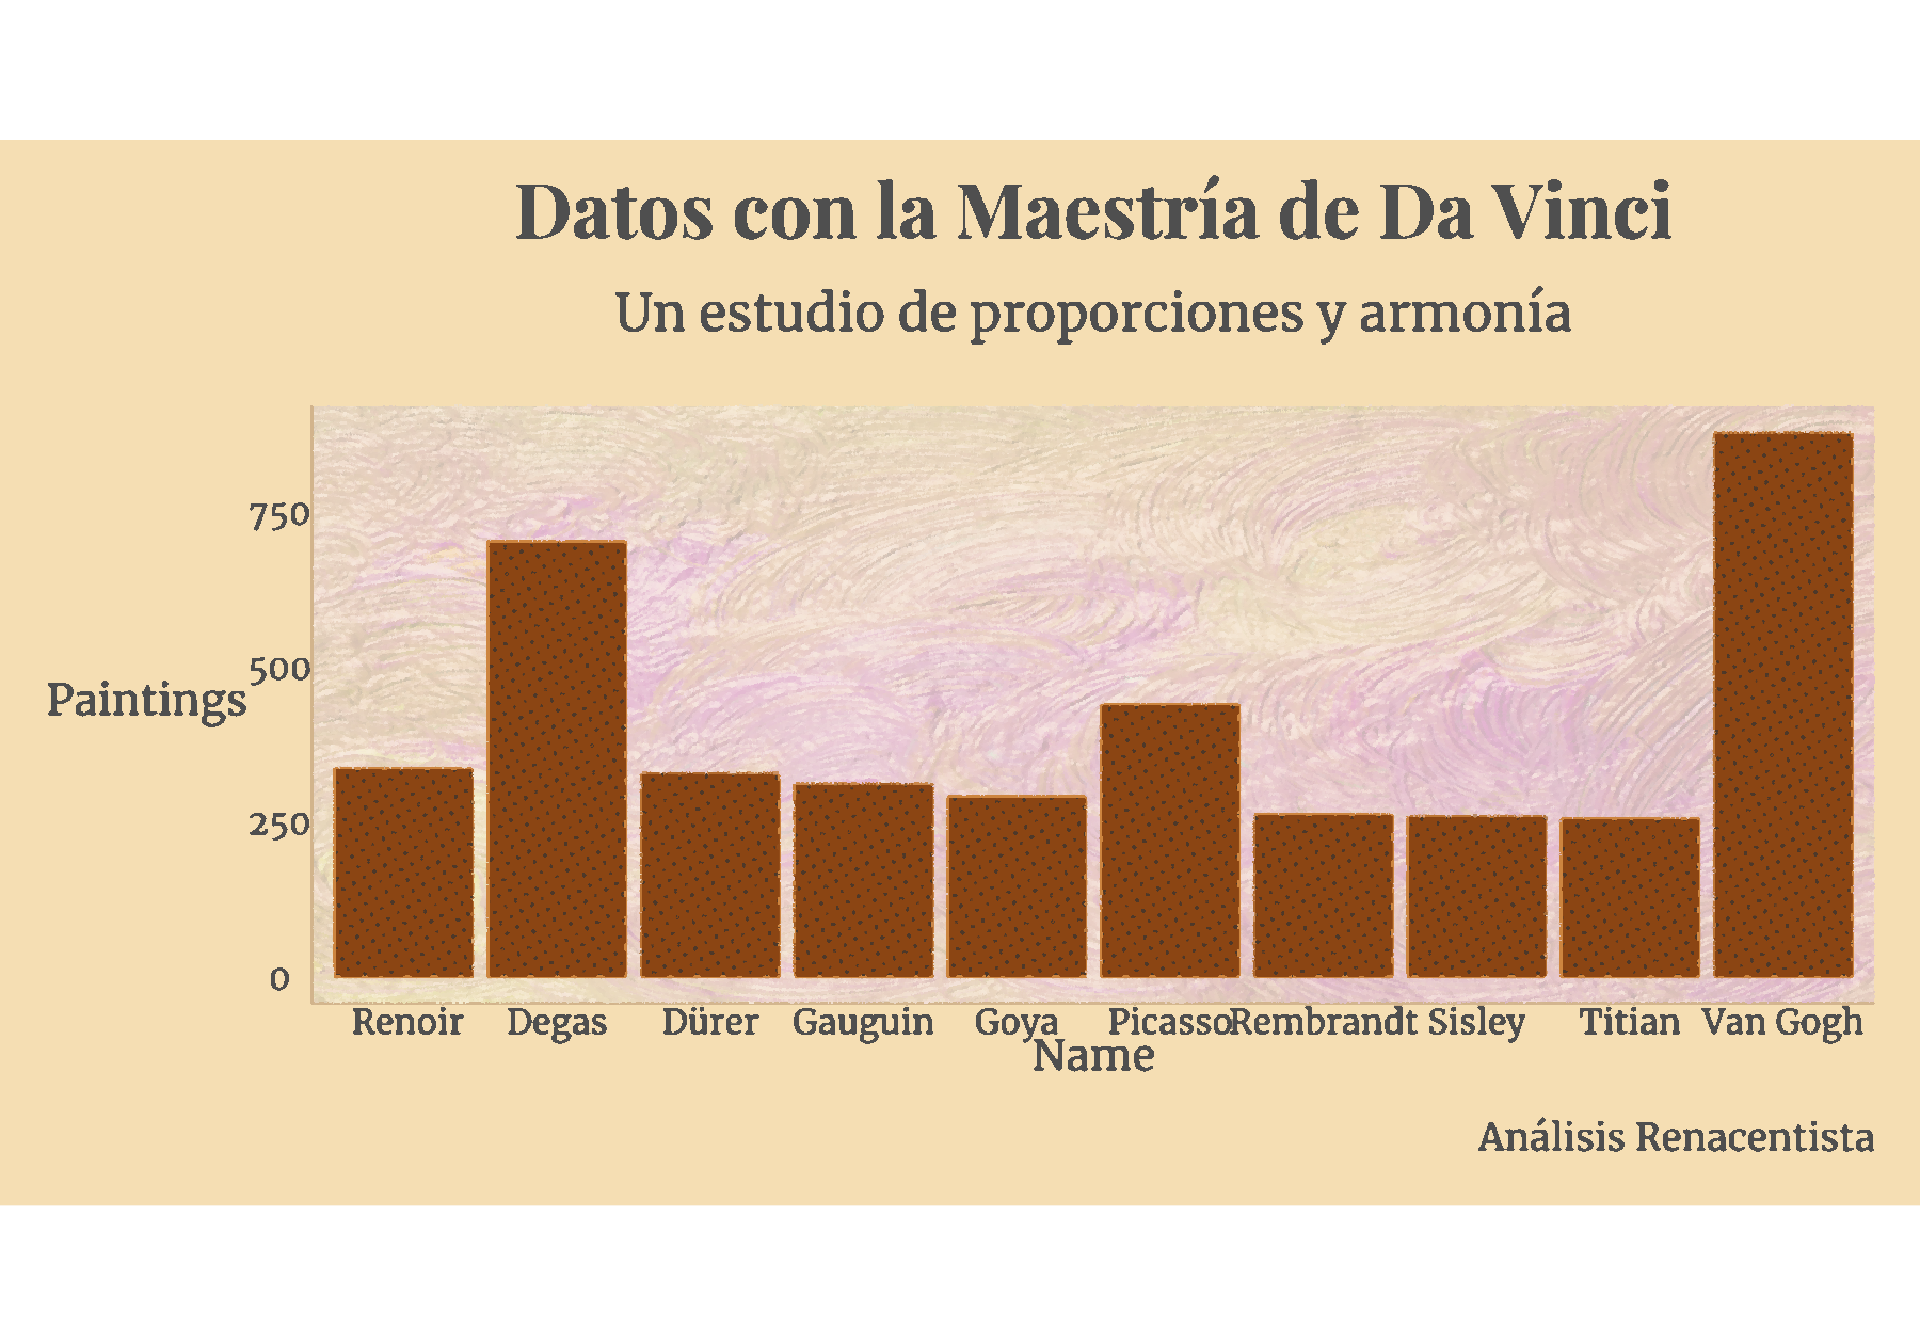 Datos con la Maestría de Da Vinci
Un estudio de proporciones y armonía
750
500
Paintings
250
0
Renoir Degas Dürer Gauguin Goya Picasso Rembrandt Sisley Titian Van Gogh
Name
Análisis Renacentista